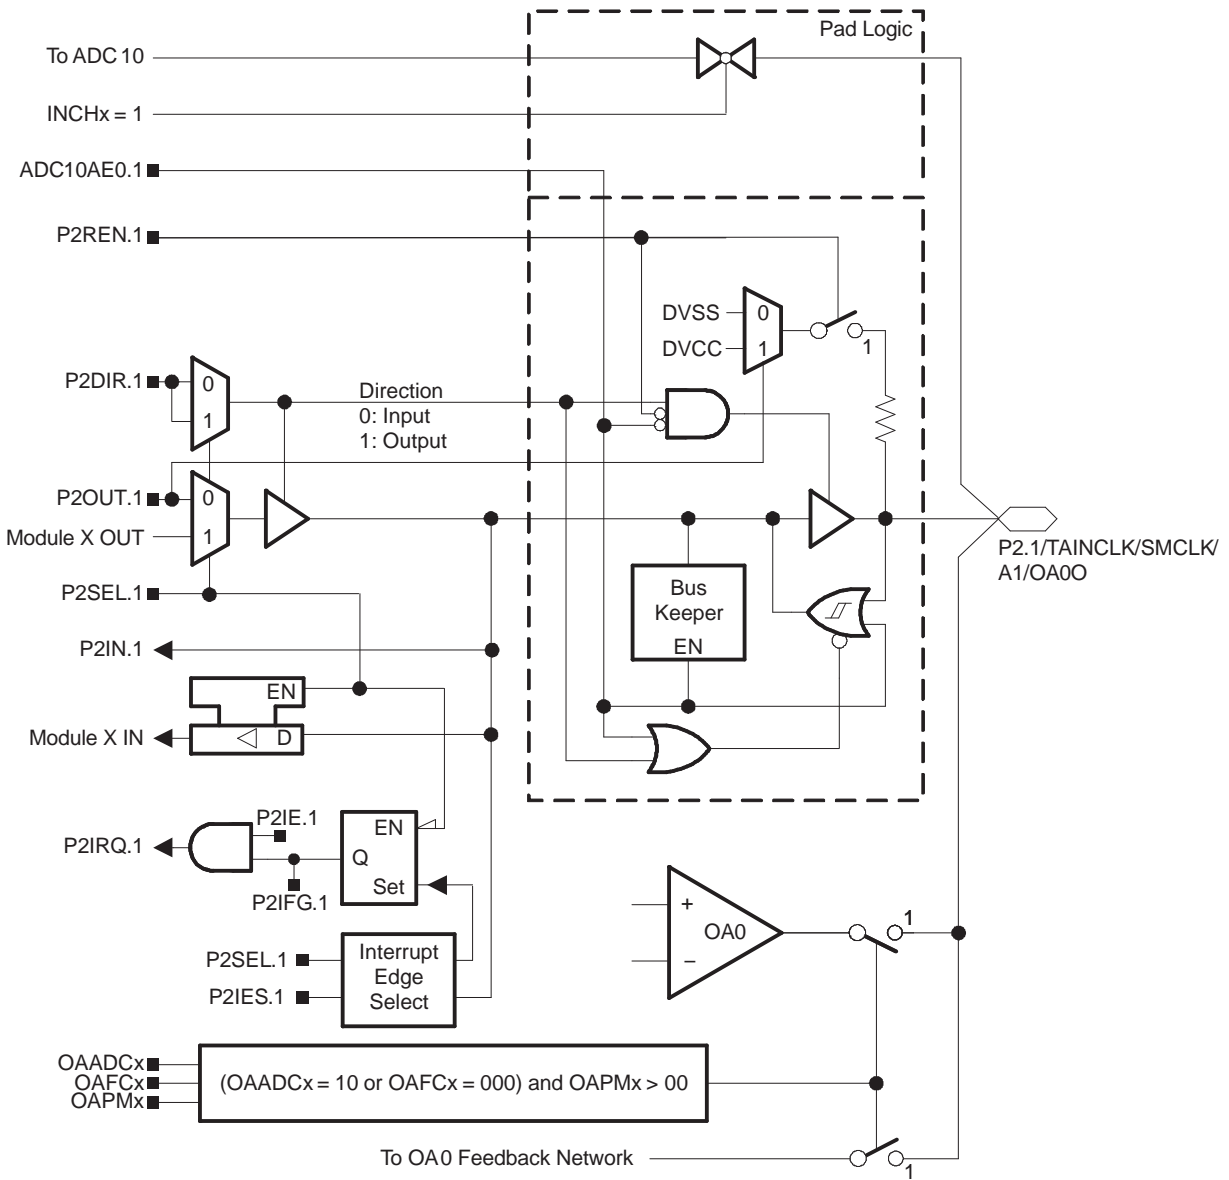 Pad Logic
To ADC 10
INCHx = 1
ADC10AE0.1
P2REN.1
DVSS
DVCC
0
1
1
P2DIR.1
0
1
Direction
0: Input
1: Output
P2OUT.1
0
1
Module X OUT
P2SEL.1
P2IN.1
Bus
Keeper
EN
P2.1/TAINCLK/SMCLK/
A1/OA0O
EN
D
Module X IN
P2IE.1
P2IRQ.1
P2IFG.1
EN
Q
Set
P2SEL.1
P2IES.1
Interrupt
Edge
Select
+
−
OA0
1
OAADCx
OAFCx
OAPMx
(OAADCx = 10 or OAFCx = 000) and OAPMx > 00
To OA0 Feedback Network
1